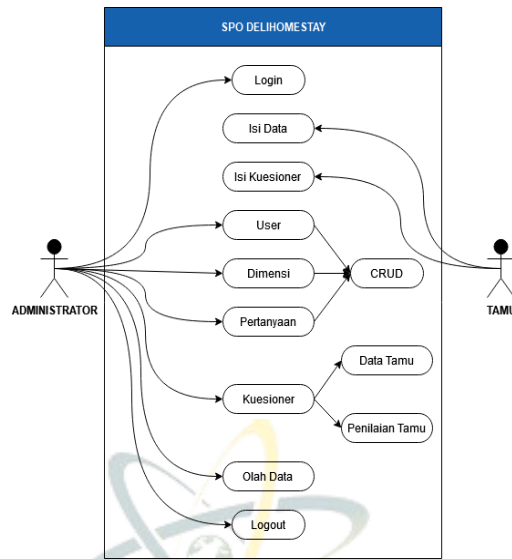 SPO DELIHOMESTAY
Login
Isi Data
Isi Kuesioner
User
Dimensi
CRUD
ADMINISTRATOR
TAMU
Pertanyaan
Data Tamu
Kuesioner
Penilaian Tamu
Olah Data
Logout